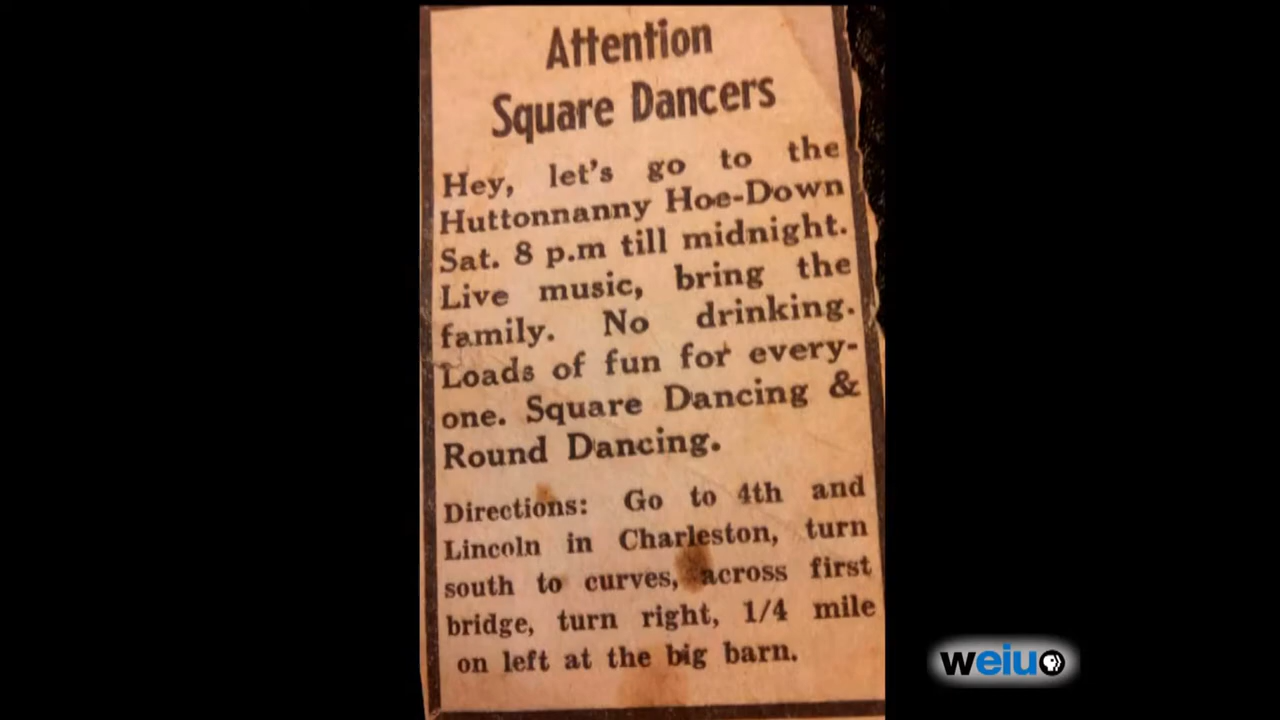 Attention
Square Dancers
Hey, let's go to the
Huttonnanny Hoe-Down
Sat. 8 p.m till midnight.
Live music, bring the
family. No drinking.
Loads of fun for every-
one. Square Dancing &
Round Dancing.
Directions: Go to 4th and
Lincoln in Charleston, turn
south to curves, across first
bridge, turn right, 1/4 mile
on left at the big barn.
weiu